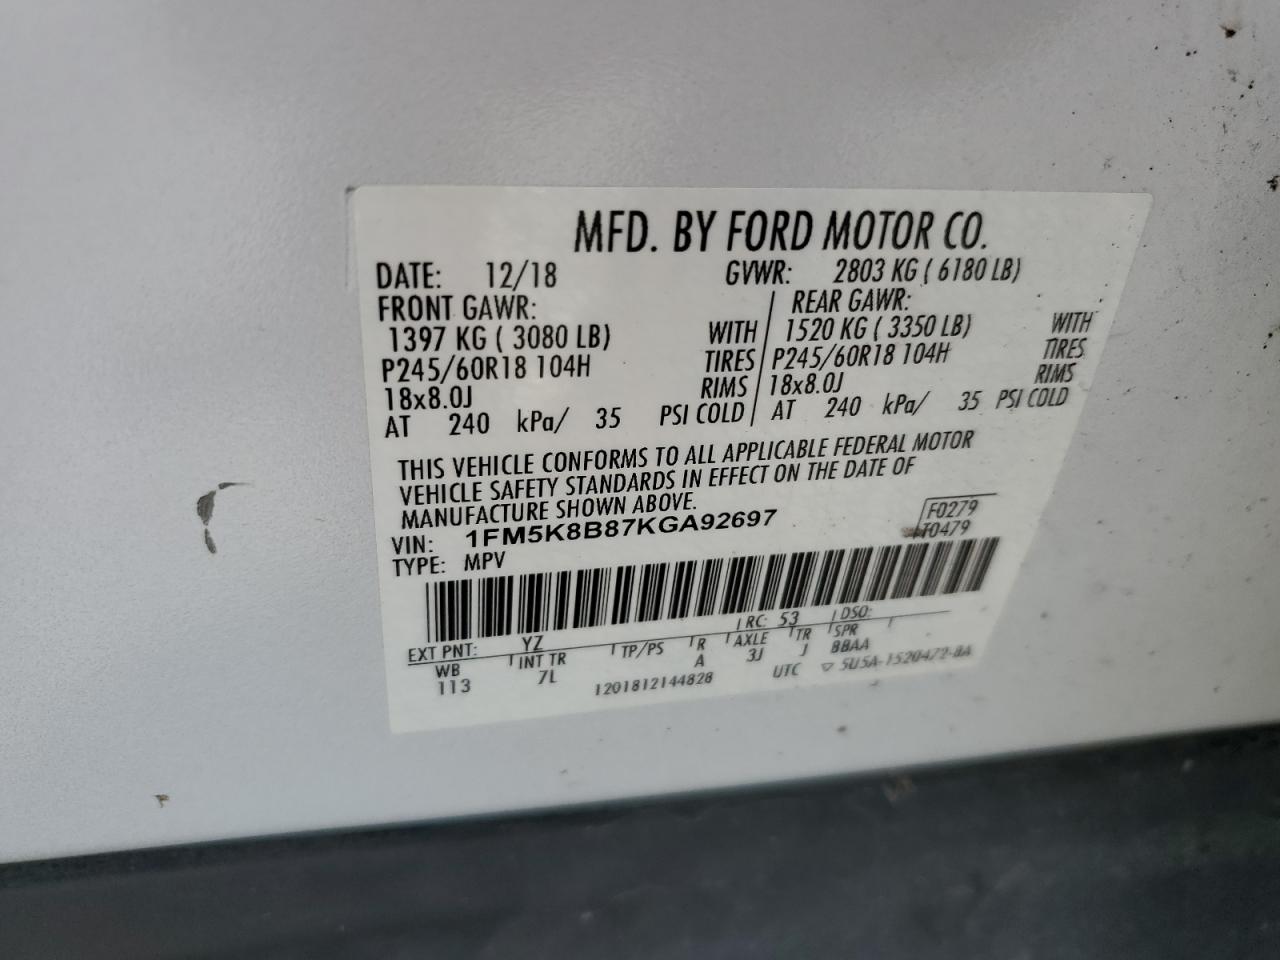 MFD. BY FORD MOTOR CO.
DATE: 12/18 GVWR: 2803 KG ( 6180 LB)
FRONT GAWR: REAR GAWR:
1397 KG ( 3080 LB) WITH 1520 KG ( 3350 LB) WITH
P245/60R18 104H TIRES P245/60R18 104H TIRES
18x8.0J RIMS 18x8.0J RIMS
AT 240 kPa/ 35 PSI COLD AT 240 kPa/ 35 PSI COLD
THIS VEHICLE CONFORMS TO ALL APPLICABLE FEDERAL MOTOR
VEHICLE SAFETY STANDARDS IN EFFECT ON THE DATE OF
MANUFACTURE SHOWN ABOVE.
VIN: 1FM5K8B87KGA92697 F0279
TYPE: MPV T0479
EXT PNT: YZ RC: 53 DSO:
WB INT TR TP/PS R AXLE TR SPR
113 7L A 3J J BBAA
1201812144828 UTC ▽ 5U5A-1520472-8A